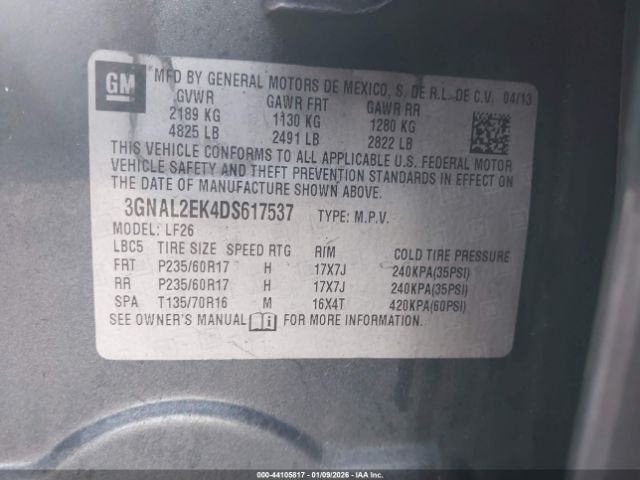 GM
MFD BY GENERAL MOTORS DE MEXICO, S. DE R.L. DE C.V. 04/13
GVWR GAWR FRT GAWR RR
2189 KG 1130 KG 1280 KG
4825 LB 2491 LB 2822 LB
THIS VEHICLE CONFORMS TO ALL APPLICABLE U.S. FEDERAL MOTOR
VEHICLE SAFETY AND THEFT PREVENTION STANDARDS IN EFFECT ON
THE DATE OF MANUFACTURE SHOWN ABOVE.
3GNAL2EK4DS617537 TYPE: M.P.V.
MODEL: LF26
LBC5 TIRE SIZE SPEED RTG RIM COLD TIRE PRESSURE
FRT P235/60R17 H 17X7J 240KPA(35PSI)
RR P235/60R17 H 17X7J 240KPA(35PSI)
SPA T135/70R16 M 16X4T 420KPA(60PSI)
SEE OWNER'S MANUAL FOR MORE INFORMATION.
000-44105817 - 01/09/2026 - IAAI.COM